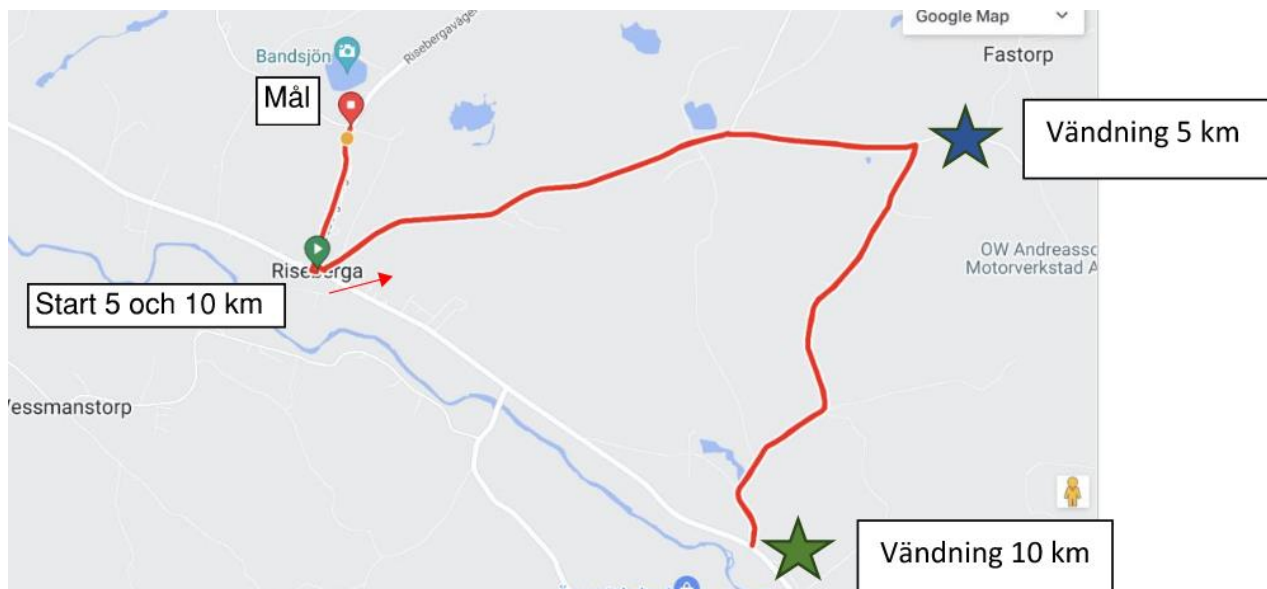 Google Map
Bandsjön
Risebergavägen
Fastorp
Mål
Vändning 5 km
OW Andreasso
Motorverkstad A
Riseberga
Start 5 och 10 km
essmanstorp
Vändning 10 km